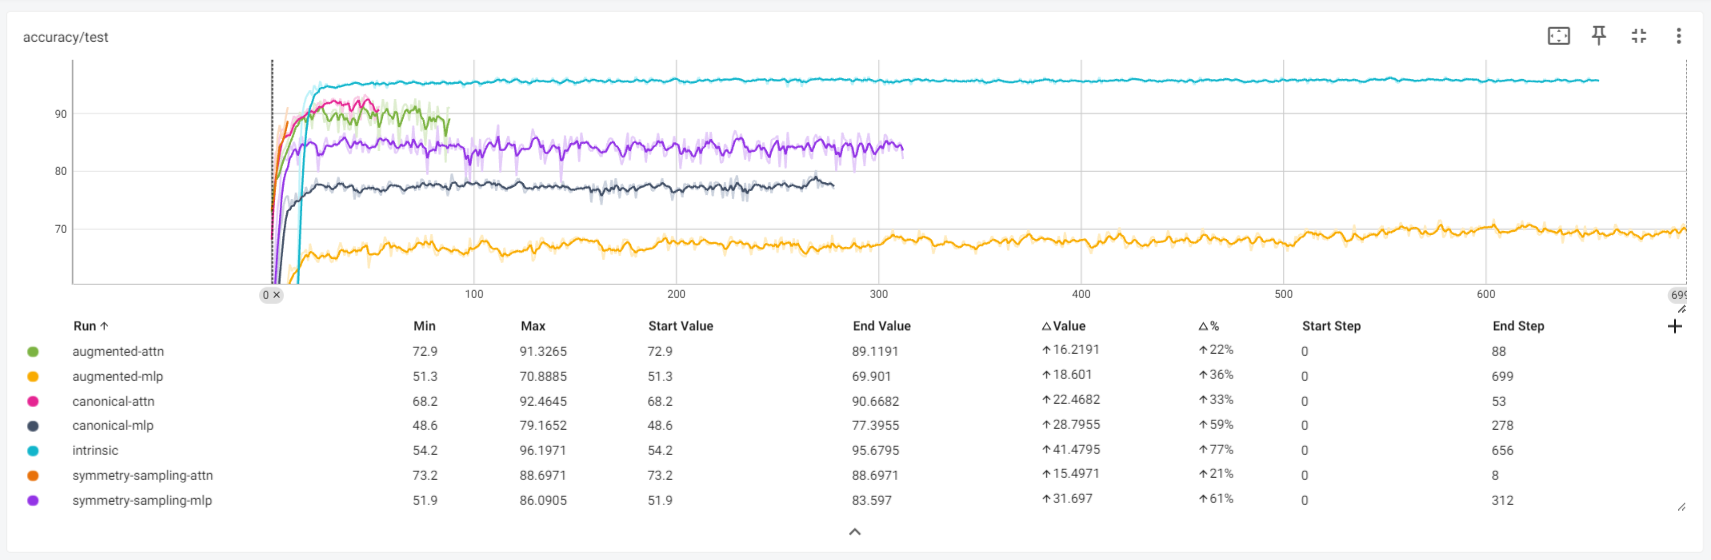 accuracy/test
90
80
70
0 × 100 200 300 400 500 600 699
Run ↑ Min Max Start Value End Value △Value △% Start Step End Step +
augmented-attn 72.9 91.3265 72.9 89.1191 ↑16.2191 ↑22% 0 88
augmented-mlp 51.3 70.8885 51.3 69.901 ↑18.601 ↑36% 0 699
canonical-attn 68.2 92.4645 68.2 90.6682 ↑22.4682 ↑33% 0 53
canonical-mlp 48.6 79.1652 48.6 77.3955 ↑28.7955 ↑59% 0 278
intrinsic 54.2 96.1971 54.2 95.6795 ↑41.4795 ↑77% 0 656
symmetry-sampling-attn 73.2 88.6971 73.2 88.6971 ↑15.4971 ↑21% 0 8
symmetry-sampling-mlp 51.9 86.0905 51.9 83.597 ↑31.697 ↑61% 0 312